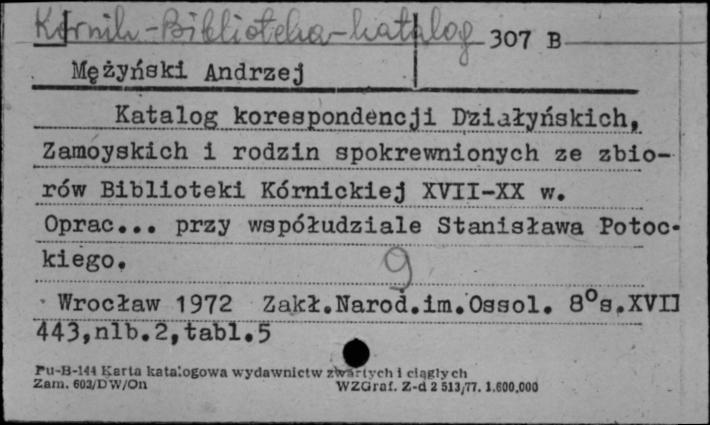 Kórnik-Biblioteka-katalog 307 B
Mężyński Andrzej
Katalog korespondencji Działyńskich,
Zamoyskich i rodzin spokrewnionych ze zbio-
rów Biblioteki Kórnickiej XVII-XX w.
Oprac... przy współudziale Stanisława Potoc-
kiego.
9
Wrocław 1972 Zakł.Narod.im.Ossol. 8°s.XVII
443,nlb.2,tabl.5
Pu-B-144 Karta katalogowa wydawnictw zwartych i ciągłych
Zam. 603/DW/On WZGraf. Z-d 2 513/77. 1.600.000